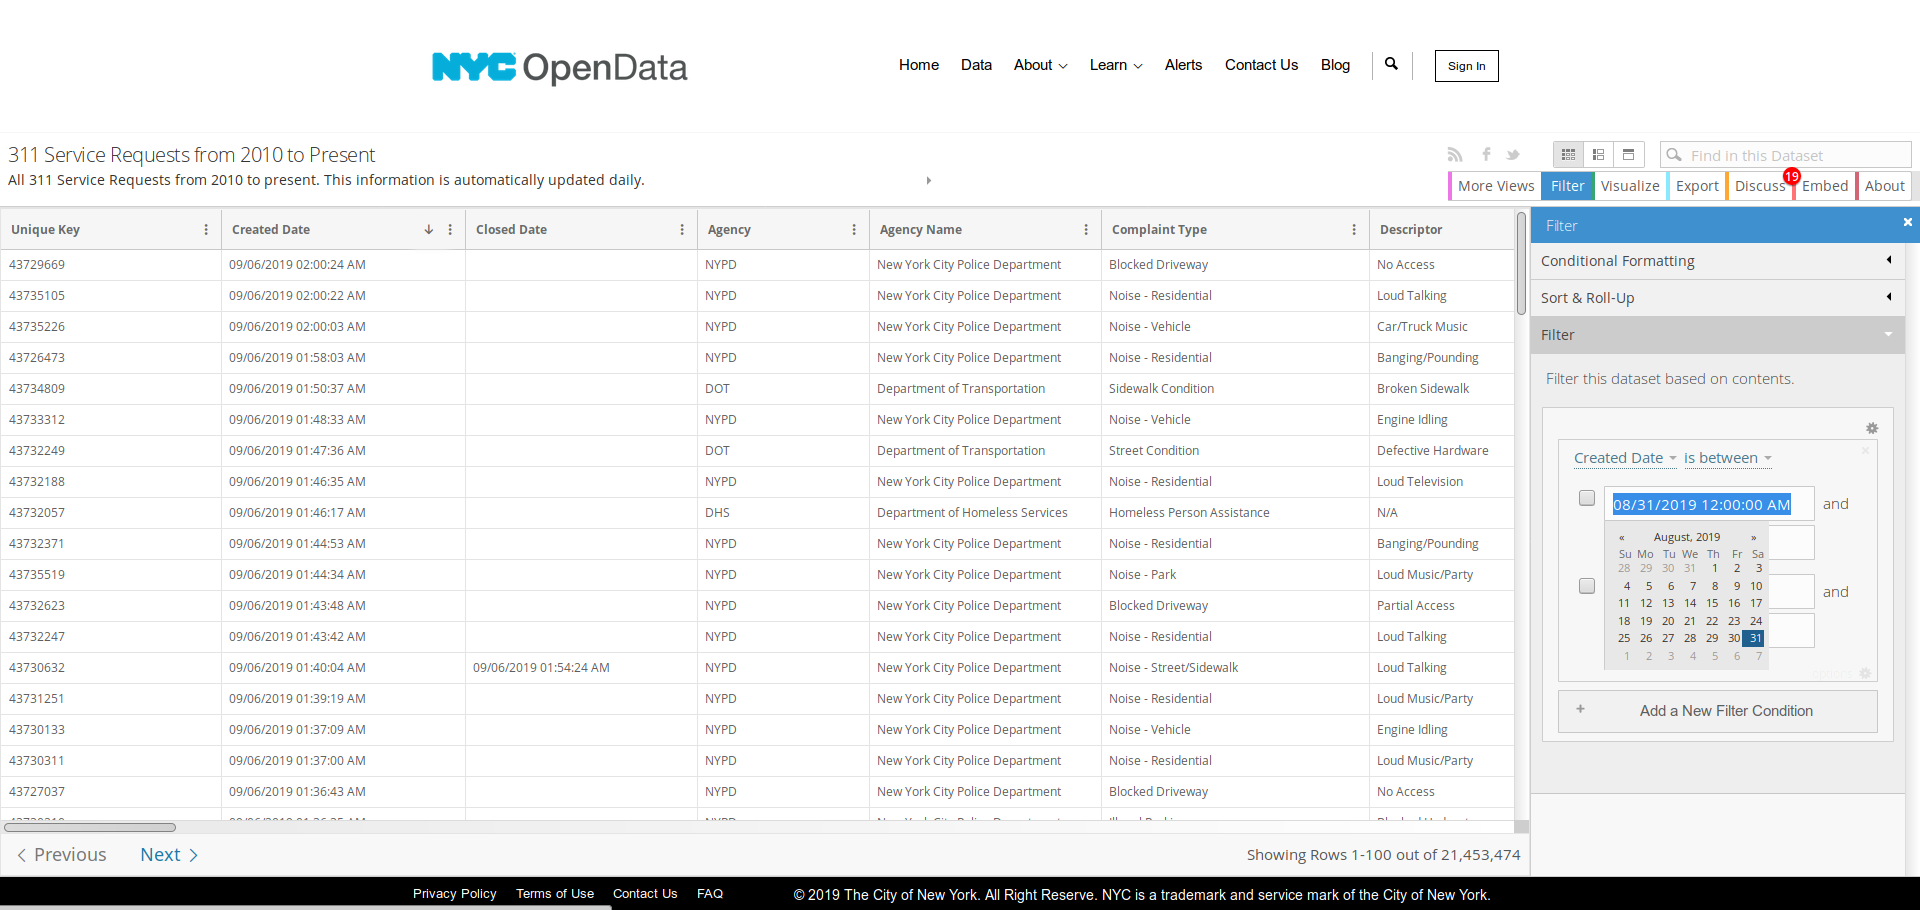 NYC OpenData
Home Data About Learn Alerts Contact Us Blog Sign In
311 Service Requests from 2010 to Present
All 311 Service Requests from 2010 to present. This information is automatically updated daily.
Find in this Dataset
More Views Filter Visualize Export Discuss 19 Embed About
Unique Key Created Date Closed Date Agency Agency Name Complaint Type Descriptor
43729669 09/06/2019 02:00:24 AM NYPD New York City Police Department Blocked Driveway No Access
43735105 09/06/2019 02:00:22 AM NYPD New York City Police Department Noise - Residential Loud Talking
43735226 09/06/2019 02:00:03 AM NYPD New York City Police Department Noise - Vehicle Car/Truck Music
43726473 09/06/2019 01:58:03 AM NYPD New York City Police Department Noise - Residential Banging/Pounding
43734809 09/06/2019 01:50:37 AM DOT Department of Transportation Sidewalk Condition Broken Sidewalk
43733312 09/06/2019 01:48:33 AM NYPD New York City Police Department Noise - Vehicle Engine Idling
43732249 09/06/2019 01:47:36 AM DOT Department of Transportation Street Condition Defective Hardware
43732188 09/06/2019 01:46:35 AM NYPD New York City Police Department Noise - Residential Loud Television
43732057 09/06/2019 01:46:17 AM DHS Department of Homeless Services Homeless Person Assistance N/A
43732371 09/06/2019 01:44:53 AM NYPD New York City Police Department Noise - Residential Banging/Pounding
43735519 09/06/2019 01:44:34 AM NYPD New York City Police Department Noise - Park Loud Music/Party
43732623 09/06/2019 01:43:48 AM NYPD New York City Police Department Blocked Driveway Partial Access
43732247 09/06/2019 01:43:42 AM NYPD New York City Police Department Noise - Residential Loud Talking
43730632 09/06/2019 01:40:04 AM 09/06/2019 01:54:24 AM NYPD New York City Police Department Noise - Street/Sidewalk Loud Talking
43731251 09/06/2019 01:39:19 AM NYPD New York City Police Department Noise - Residential Loud Music/Party
43730133 09/06/2019 01:37:09 AM NYPD New York City Police Department Noise - Vehicle Engine Idling
43730311 09/06/2019 01:37:00 AM NYPD New York City Police Department Noise - Residential Loud Music/Party
43727037 09/06/2019 01:36:43 AM NYPD New York City Police Department Blocked Driveway No Access
Previous Next Showing Rows 1-100 out of 21,453,474
Filter
Conditional Formatting
Sort & Roll-Up
Filter
Filter this dataset based on contents.
Created Date is between
08/31/2019 12:00:00 AM and
« August, 2019 »
Su Mo Tu We Th Fr Sa
28 29 30 31 1 2 3
4 5 6 7 8 9 10
and
11 12 13 14 15 16 17
18 19 20 21 22 23 24
25 26 27 28 29 30 31
1 2 3 4 5 6 7
+ Add a New Filter Condition
Privacy Policy Terms of Use Contact Us FAQ © 2019 The City of New York. All Right Reserve. NYC is a trademark and service mark of the City of New York.